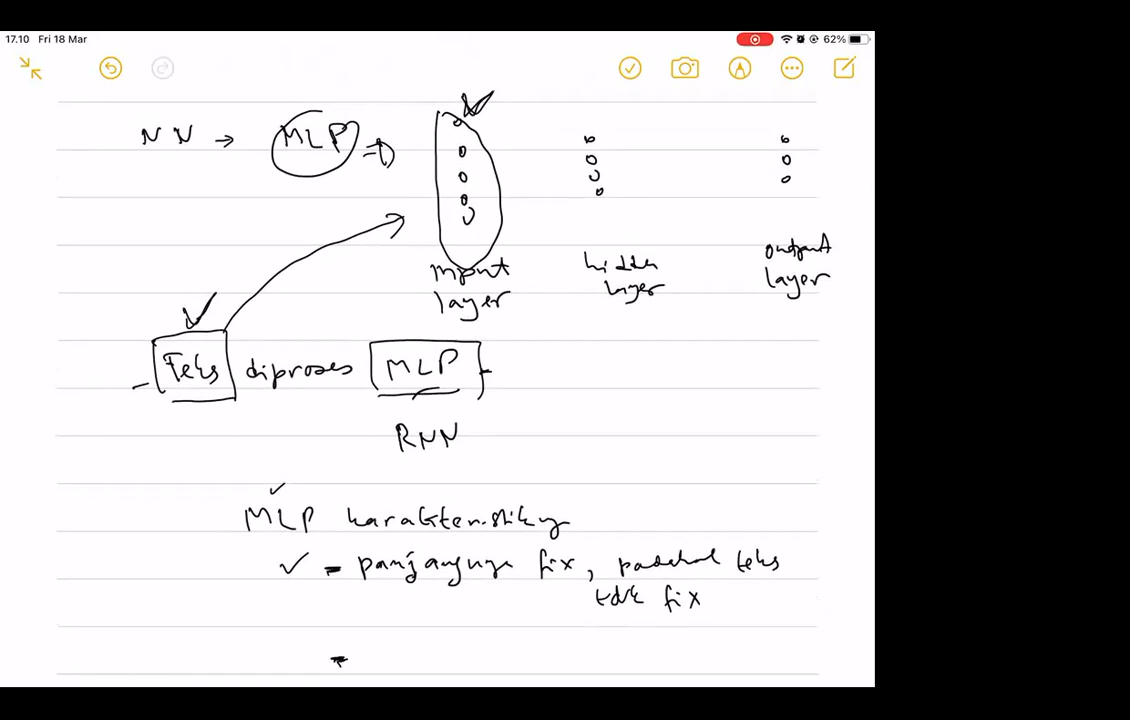 17.10 Fri 18 Mar
62%
NN → MLP ⇒
input layer
hidden layer
output layer
- Teks diproses MLP
RNN
MLP karakteristiknya
- panjangnya fix, padahal teks
tdk fix
-